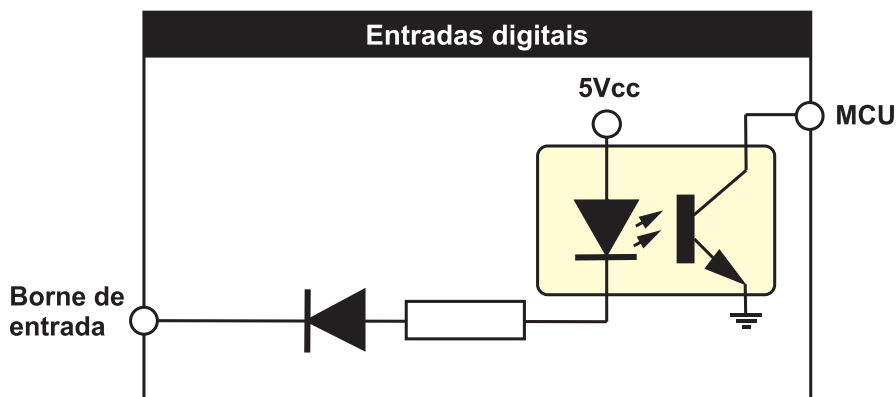 Entradas digitais
5Vcc
MCU
Borne de
entrada